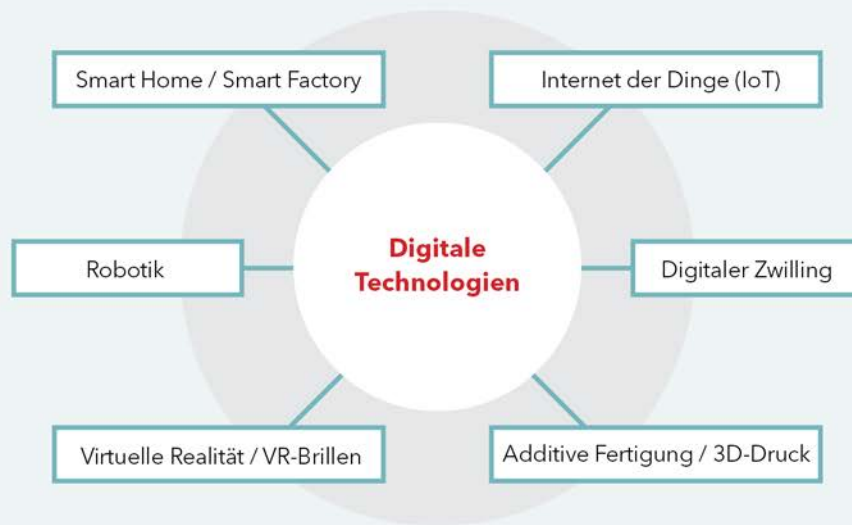 Smart Home / Smart Factory
Internet der Dinge (IoT)
Robotik
Digitale
Technologien
Digitaler Zwilling
Virtuelle Realität / VR-Brillen
Additive Fertigung / 3D-Druck